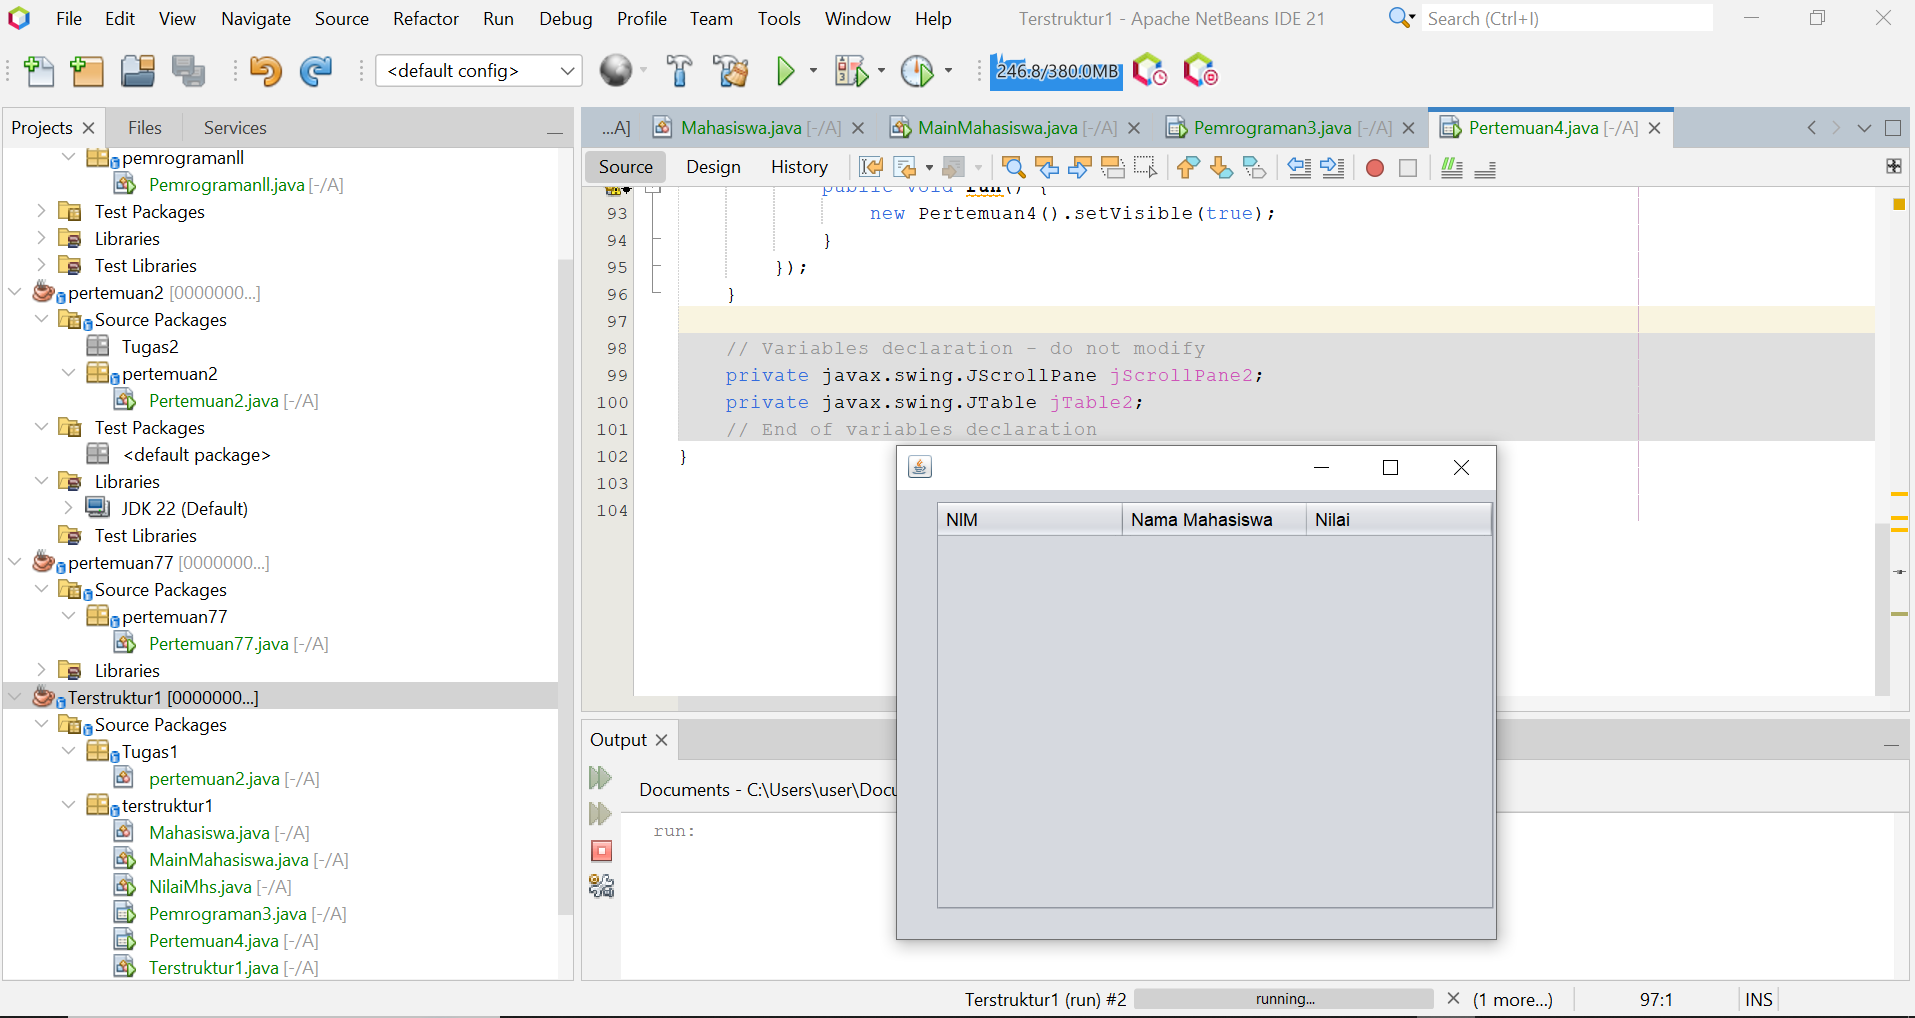 File Edit View Navigate Source Refactor Run Debug Profile Team Tools Window Help
Terstruktur1 - Apache NetBeans IDE 21
Search (Ctrl+I)
<default config>
246.8/380.0MB
Projects
Files
Services
pemrogramanll
Pemrogramanll.java [-/A]
Test Packages
Libraries
Test Libraries
pertemuan2 [0000000...]
Source Packages
Tugas2
pertemuan2
Pertemuan2.java [-/A]
Test Packages
<default package>
Libraries
JDK 22 (Default)
Test Libraries
pertemuan77 [0000000...]
Source Packages
pertemuan77
Pertemuan77.java [-/A]
Libraries
Terstruktur1 [0000000...]
Source Packages
Tugas1
pertemuan2.java [-/A]
terstruktur1
Mahasiswa.java [-/A]
MainMahasiswa.java [-/A]
NilaiMhs.java [-/A]
Pemrograman3.java [-/A]
Pertemuan4.java [-/A]
Terstruktur1.java [-/A]
...A] Mahasiswa.java [-/A] MainMahasiswa.java [-/A] Pemrograman3.java [-/A] Pertemuan4.java [-/A]
Source Design History
public void run() {
93 new Pertemuan4().setVisible(true);
94 }
95 });
96 }
97
98 // Variables declaration - do not modify
99 private javax.swing.JScrollPane jScrollPane2;
100 private javax.swing.JTable jTable2;
101 // End of variables declaration
102 }
103
104
NIM Nama Mahasiswa Nilai
Output
Documents - C:\Users\user\Docu
run:
Terstruktur1 (run) #2 running... (1 more...) 97:1 INS